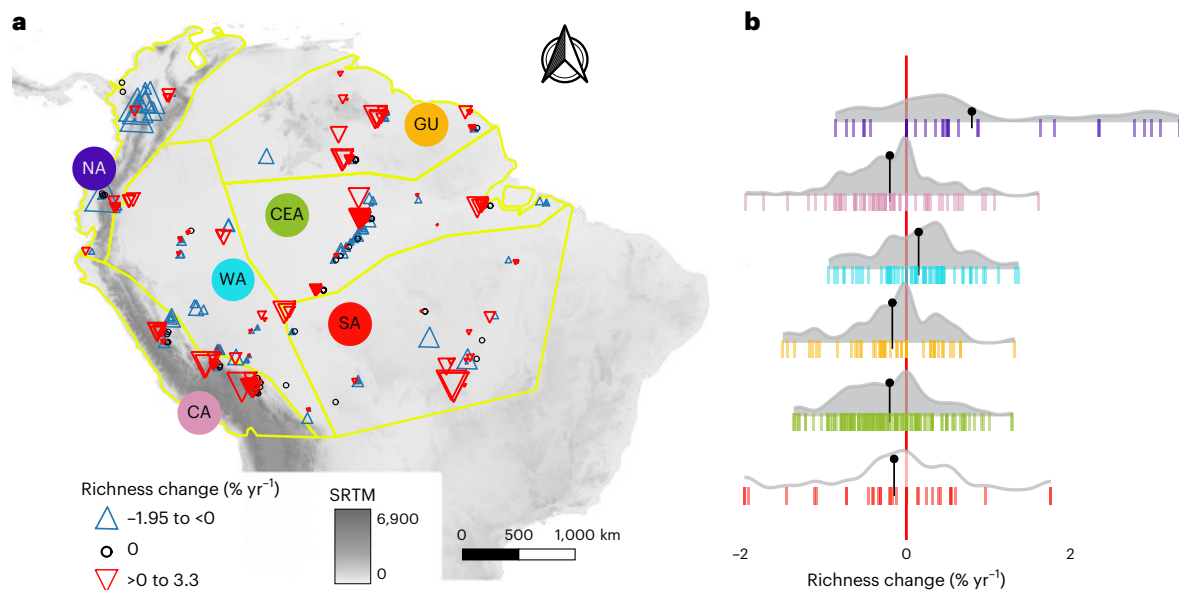 a
b
GU
NA
CEA
WA
SA
CA
Richness change (% yr⁻¹)
−1.95 to <0
0
>0 to 3.3
SRTM
6,900
0
0 500 1,000 km
−2 0 2
Richness change (% yr⁻¹)